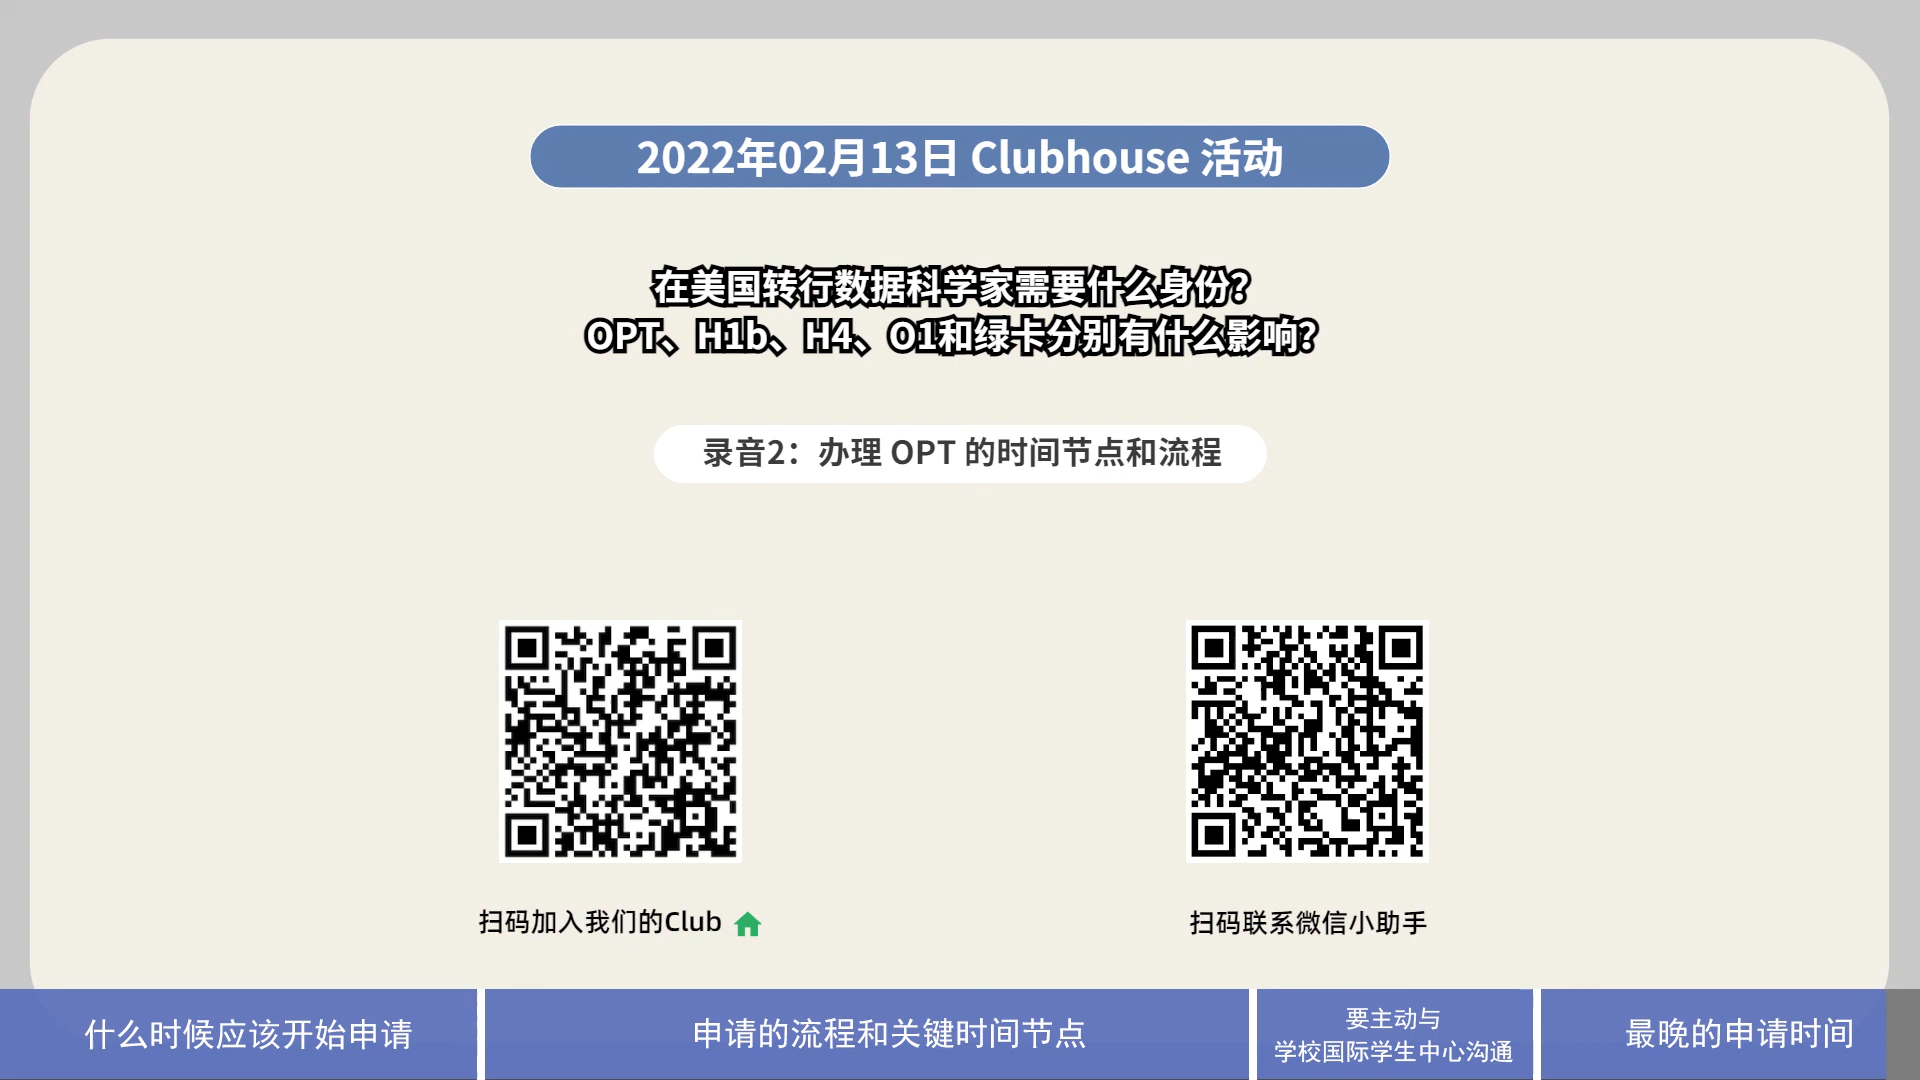 2022年02月13日 Clubhouse 活动
在美国转行数据科学家需要什么身份?
OPT、H1b、H4、O1和绿卡分别有什么影响?
录音2：办理 OPT 的时间节点和流程
扫码加入我们的Club
扫码联系微信小助手
什么时候应该开始申请
申请的流程和关键时间节点
要主动与
学校国际学生中心沟通
最晚的申请时间